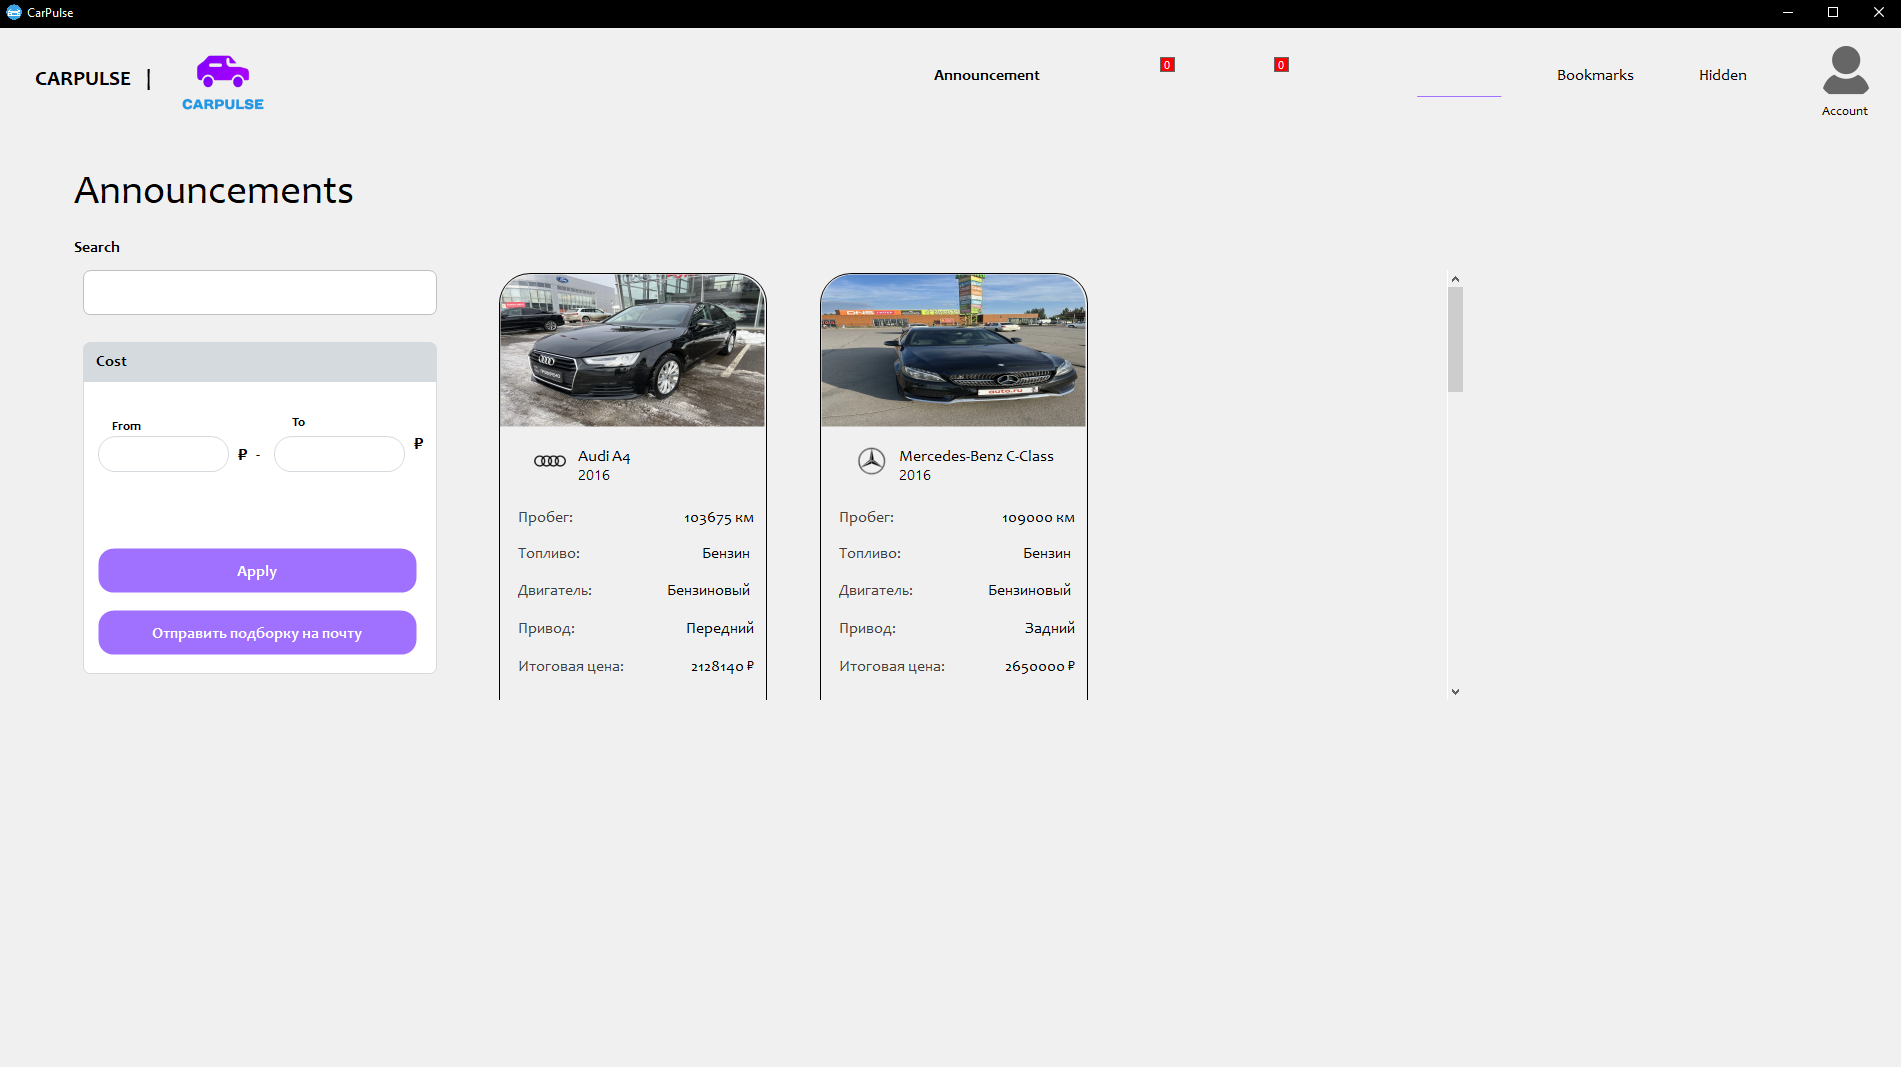 CarPulse
CARPULSE |
CARPULSE
Announcement
0
0
Bookmarks
Hidden
Account
Announcements
Search
Cost
From
To
₽ -
₽
Apply
Отправить подборку на почту
Audi A4
2016
Пробег: 103675 км
Топливо: Бензин
Двигатель: Бензиновый
Привод: Передний
Итоговая цена: 2128140 ₽
auto.ru
Mercedes-Benz C-Class
2016
Пробег: 109000 км
Топливо: Бензин
Двигатель: Бензиновый
Привод: Задний
Итоговая цена: 2650000 ₽